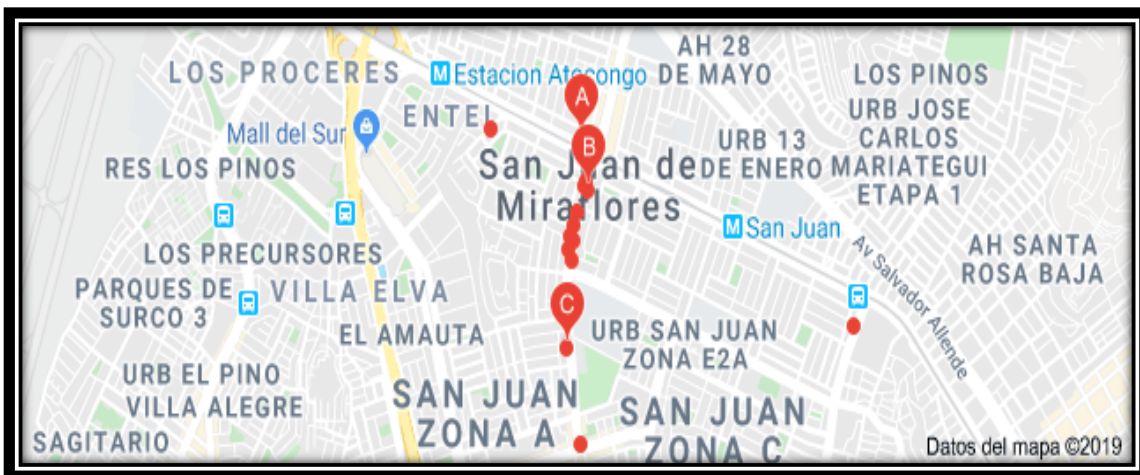 AH 28
DE MAYO
LOS PROCERES
Estacion Atocongo
LOS PINOS
A
ENTEL
URB JOSE
CARLOS
MARIATEGUI
ETAPA 1
Mall del Sur
B
URB 13
DE ENERO
RES LOS PINOS
San Juan de
Miraflores
San Juan
LOS PRECURSORES
Av Salvador Allende
AH SANTA
ROSA BAJA
PARQUES DE
SURCO 3
VILLA ELVA
C
EL AMAUTA
URB SAN JUAN
ZONA E2A
URB EL PINO
VILLA ALEGRE
SAN JUAN
ZONA A
SAN JUAN
ZONA C
SAGITARIO
Datos del mapa ©2019